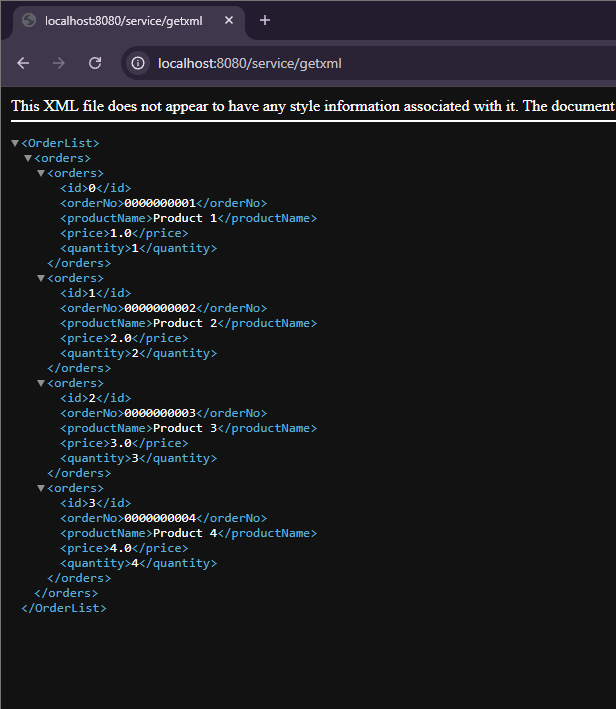 localhost:8080/service/getxml
localhost:8080/service/getxml
This XML file does not appear to have any style information associated with it. The document
<OrderList>
<orders>
<orders>
<id>0</id>
<orderNo>0000000001</orderNo>
<productName>Product 1</productName>
<price>1.0</price>
<quantity>1</quantity>
</orders>
<orders>
<id>1</id>
<orderNo>0000000002</orderNo>
<productName>Product 2</productName>
<price>2.0</price>
<quantity>2</quantity>
</orders>
<orders>
<id>2</id>
<orderNo>0000000003</orderNo>
<productName>Product 3</productName>
<price>3.0</price>
<quantity>3</quantity>
</orders>
<orders>
<id>3</id>
<orderNo>0000000004</orderNo>
<productName>Product 4</productName>
<price>4.0</price>
<quantity>4</quantity>
</orders>
</orders>
</OrderList>